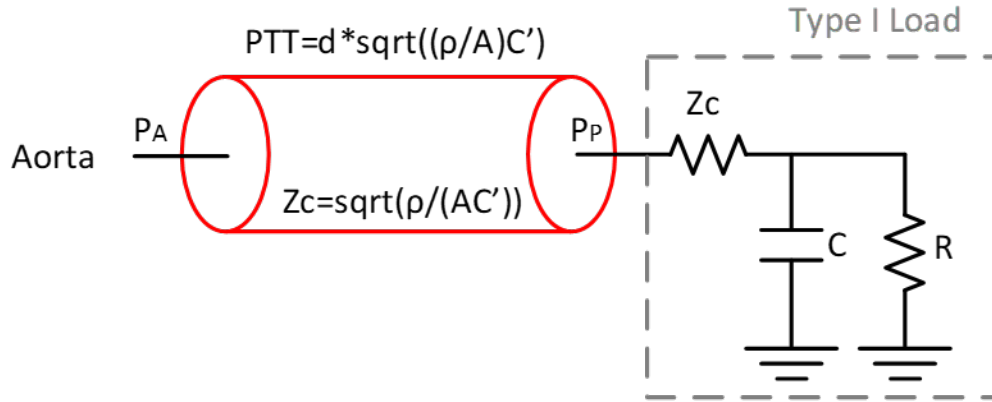 Type I Load
PTT=d*sqrt((ρ/A)C’)
Zc
PA
PP
Aorta
Zc=sqrt(ρ/(AC’))
C
R